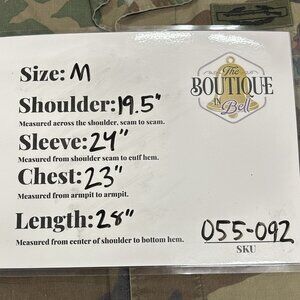 Size: M
The
BOUTIQUE
IN
Bell
Shoulder: 19.5"
Measured across the shoulder, seam to seam.
Sleeve: 24"
Measured from shoulder seam to cuff hem.
Chest: 23"
Measured from armpit to armpit.
Length: 28"
Measured from center of shoulder to bottom hem.
055-092
SKU